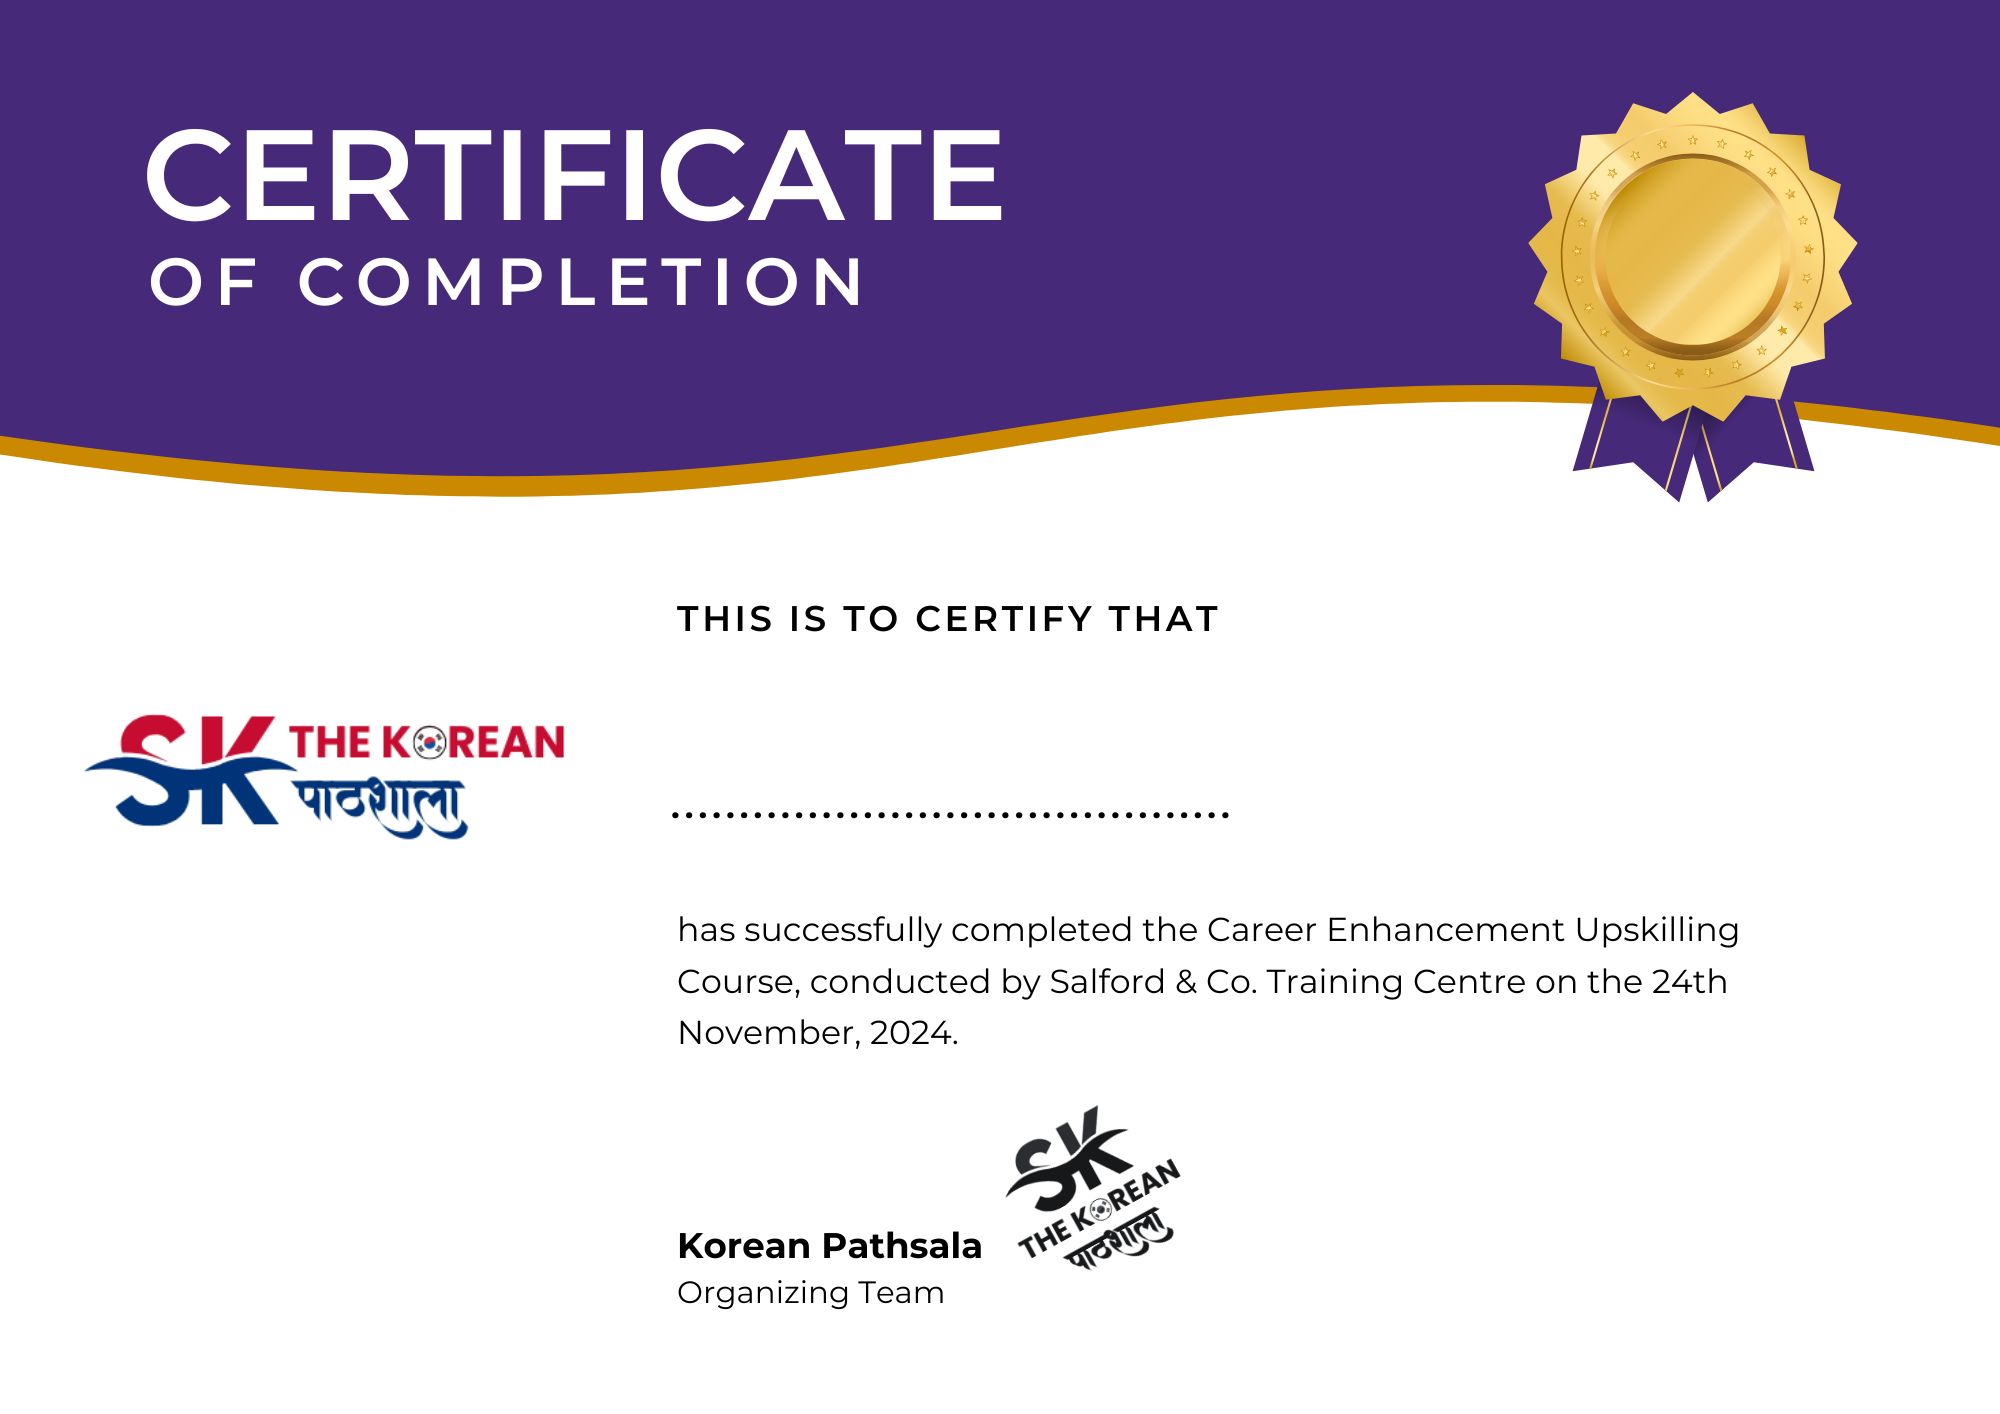 CERTIFICATE
OF COMPLETION
THIS IS TO CERTIFY THAT
SK THE KOREAN
पाठशाला
........................................
has successfully completed the Career Enhancement Upskilling
Course, conducted by Salford & Co. Training Centre on the 24th
November, 2024.
SK
THE KOREAN
पाठशाला
Korean Pathsala
Organizing Team